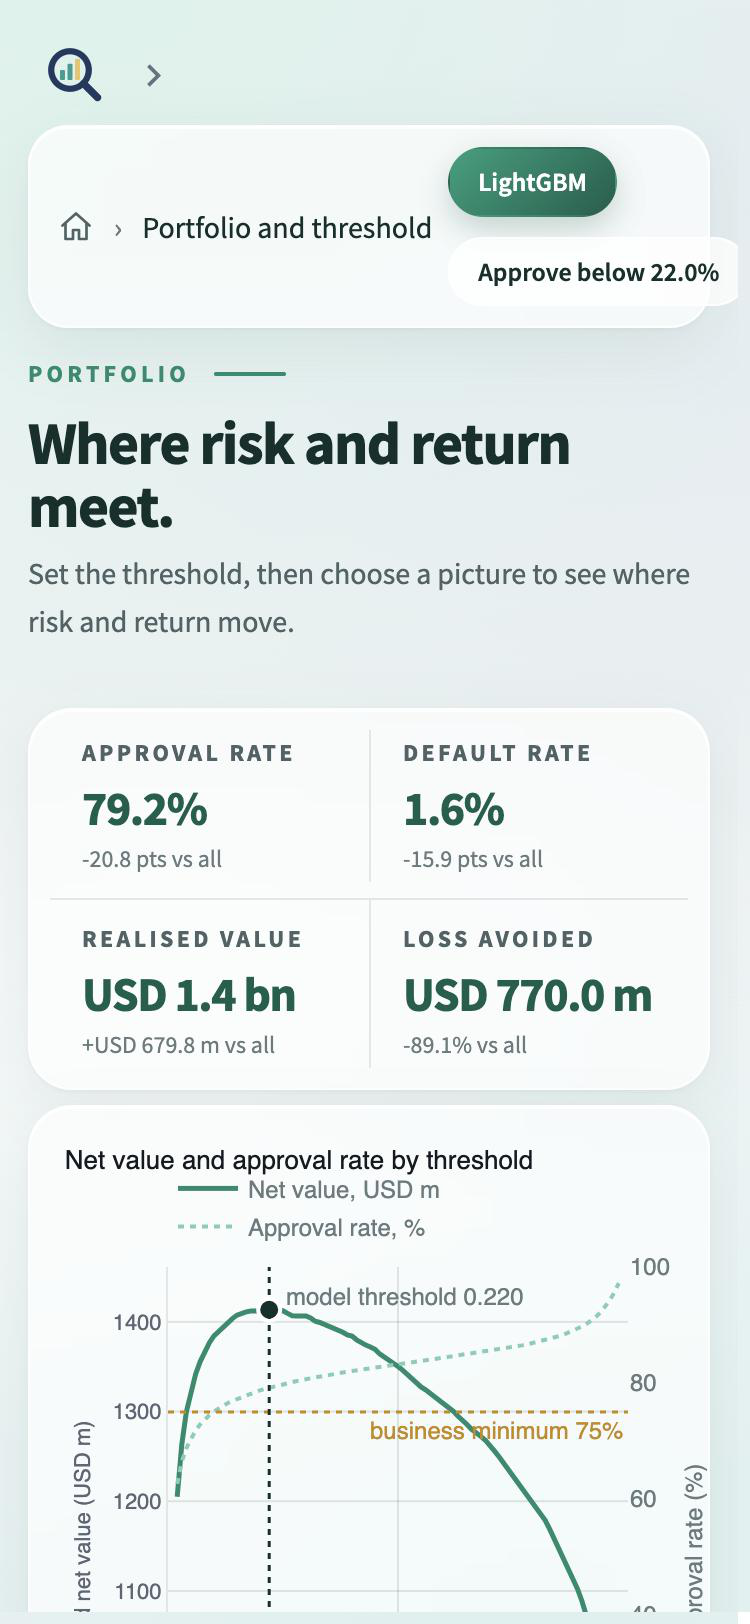 › Portfolio and threshold
LightGBM
Approve below 22.0%
PORTFOLIO
Where risk and return
meet.
Set the threshold, then choose a picture to see where
risk and return move.
APPROVAL RATE
79.2%
-20.8 pts vs all
DEFAULT RATE
1.6%
-15.9 pts vs all
REALISED VALUE
USD 1.4 bn
+USD 679.8 m vs all
LOSS AVOIDED
USD 770.0 m
-89.1% vs all
Net value and approval rate by threshold
Net value, USD m
Approval rate, %
model threshold 0.220
business minimum 75%
1400
1300
1200
1100
net value (USD m)
100
80
60
rate (%)